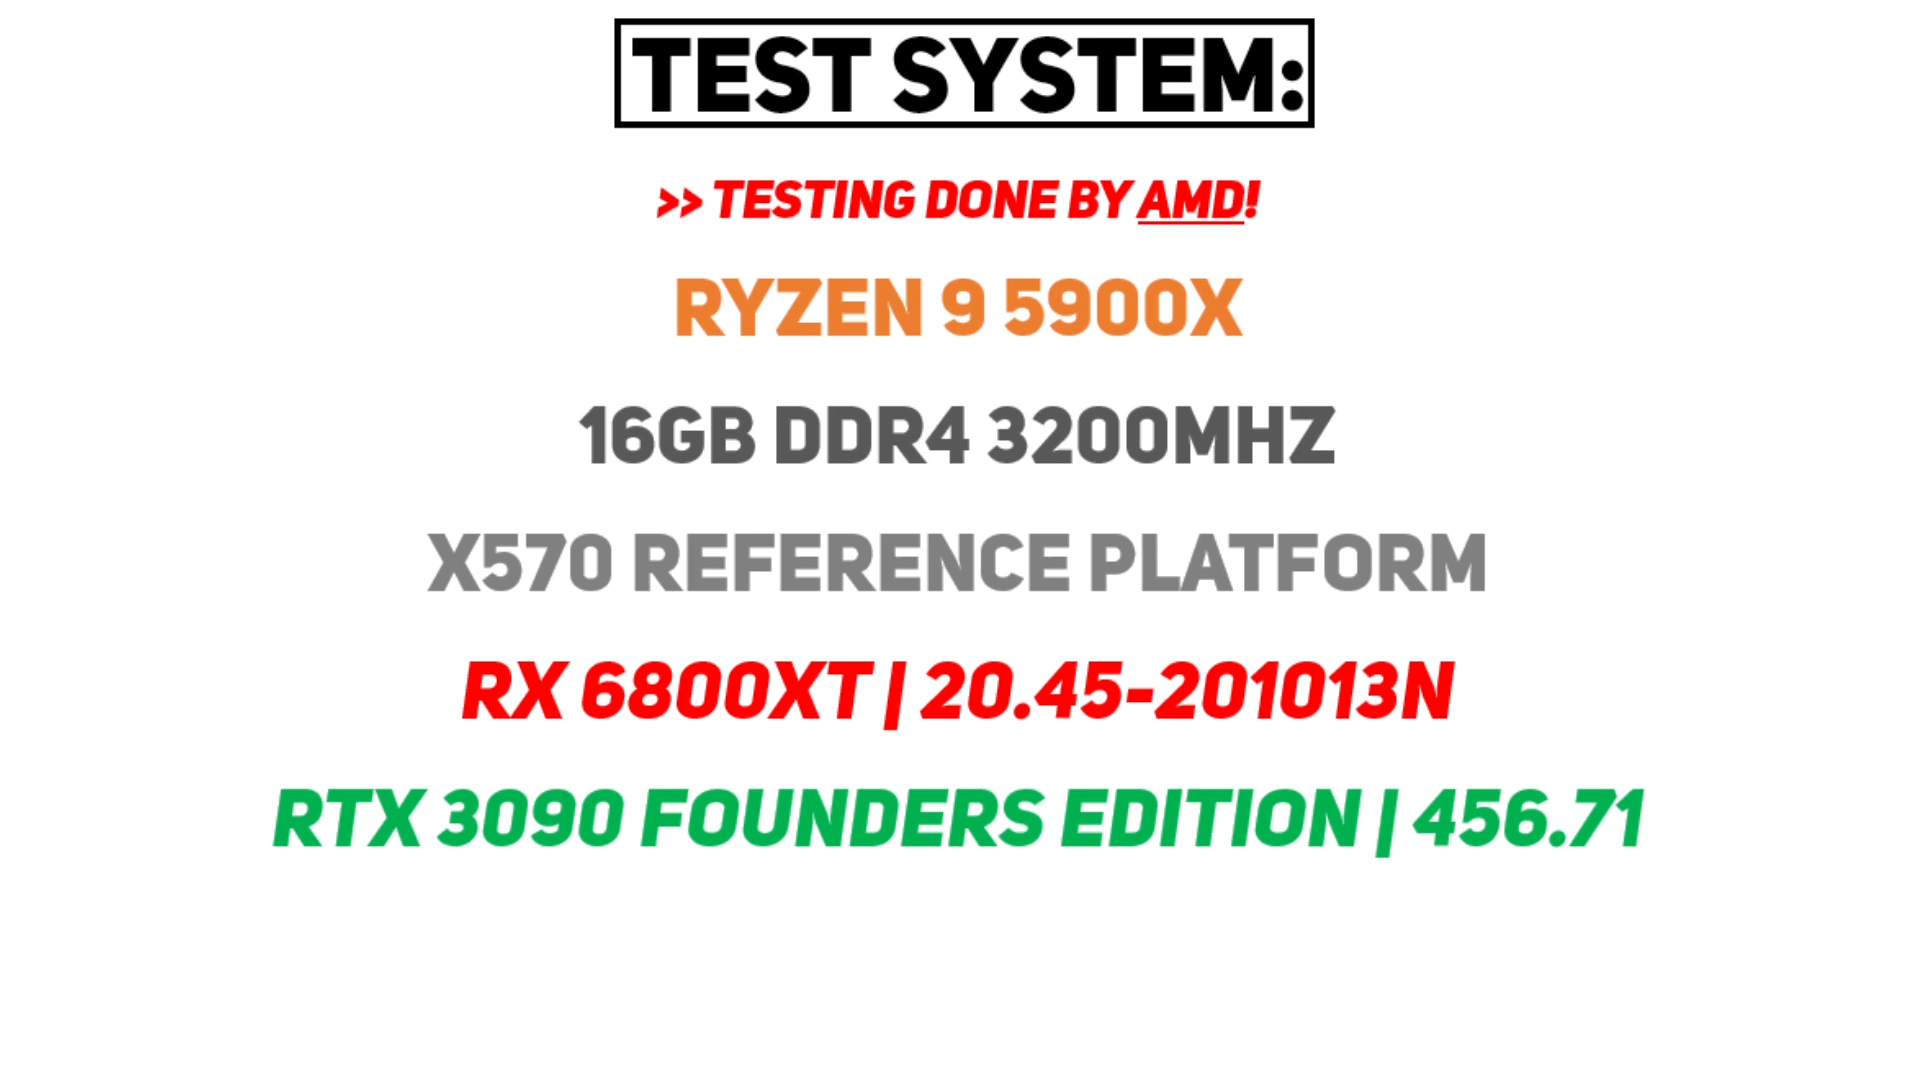 TEST SYSTEM:
>> TESTING DONE BY AMD!
RYZEN 9 5900X
16GB DDR4 3200MHZ
X570 REFERENCE PLATFORM
RX 6800XT | 20.45-201013N
RTX 3090 FOUNDERS EDITION | 456.71